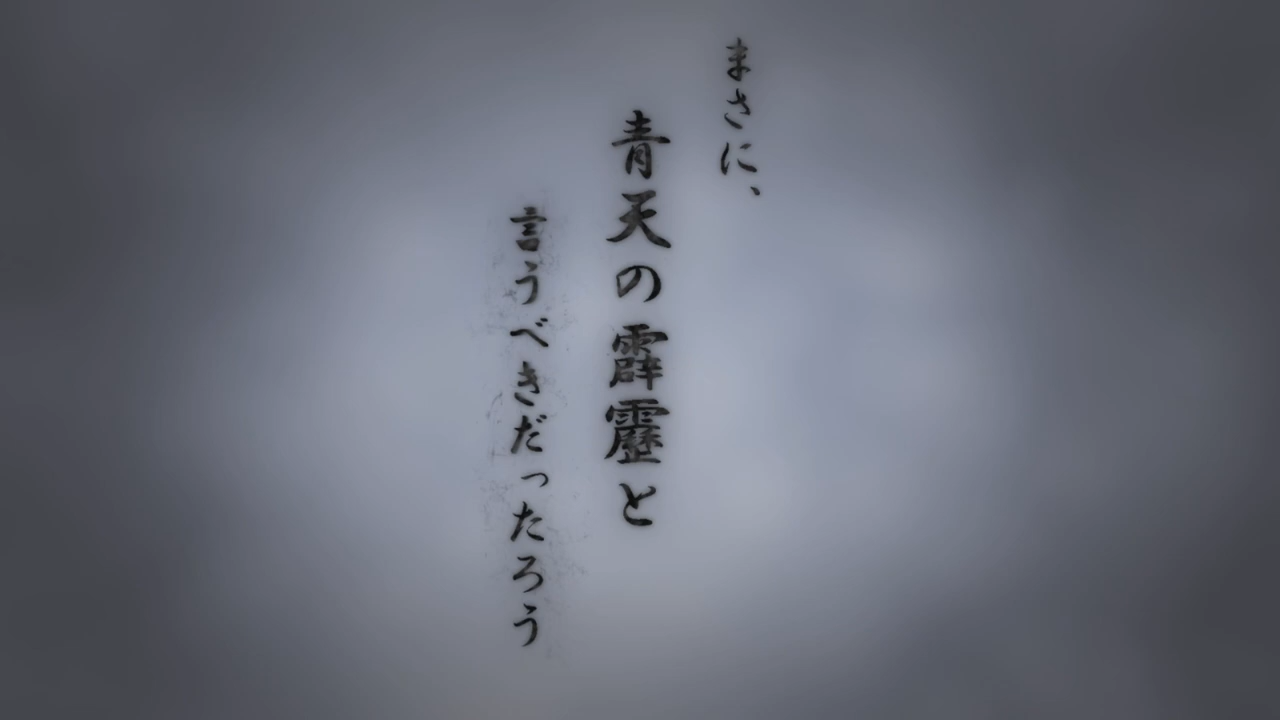 まさに、
青天の霹靂と
言うべきだったろう